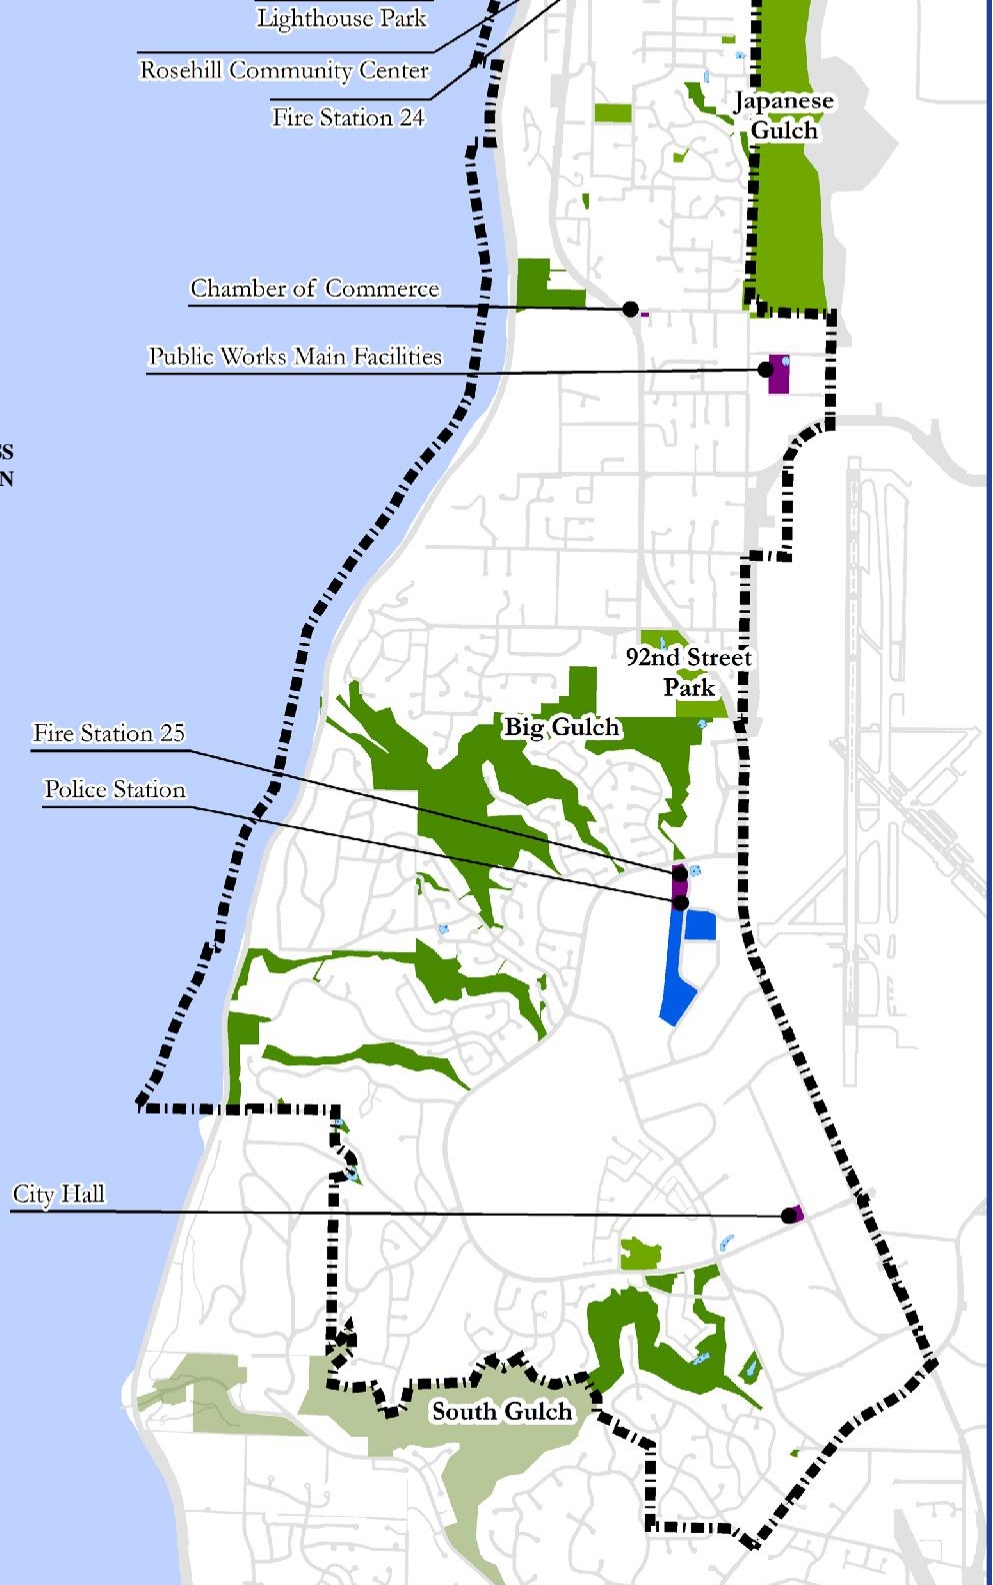 Lighthouse Park
Rosehill Community Center
Fire Station 24
Japanese
Gulch
Chamber of Commerce
Public Works Main Facilities
SS
N
92nd Street
Park
Big Gulch
Fire Station 25
Police Station
City Hall
South Gulch